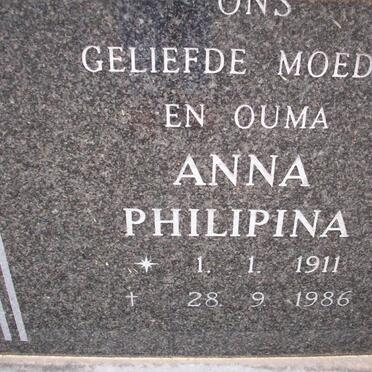 ONS
GELIEFDE MOED
EN OUMA
ANNA
PHILIPINA
* 1. 1. 1911
† 28. 9. 1986